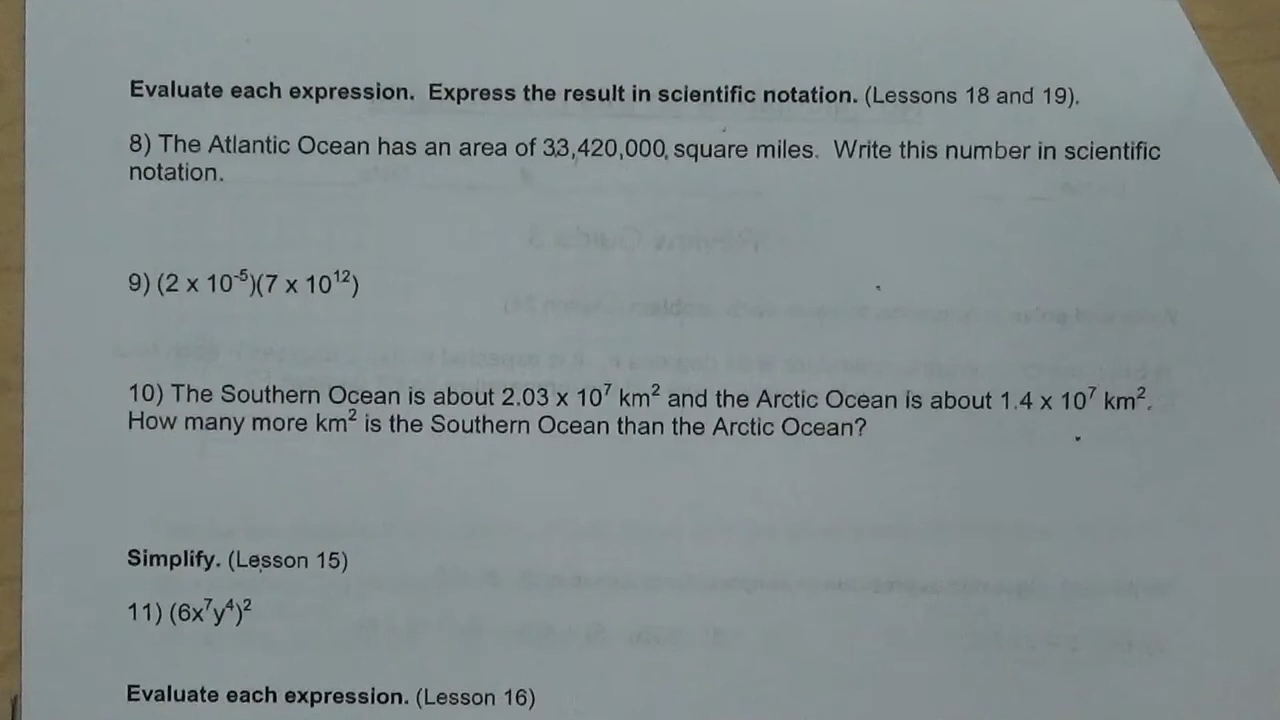 Evaluate each expression. Express the result in scientific notation. (Lessons 18 and 19).
8) The Atlantic Ocean has an area of 33,420,000 square miles. Write this number in scientific
notation.
9) (2 x 10⁻⁵)(7 x 10¹²)
10) The Southern Ocean is about 2.03 x 10⁷ km² and the Arctic Ocean is about 1.4 x 10⁷ km².
How many more km² is the Southern Ocean than the Arctic Ocean?
Simplify. (Lesson 15)
11) (6x⁷y⁴)²
Evaluate each expression. (Lesson 16)